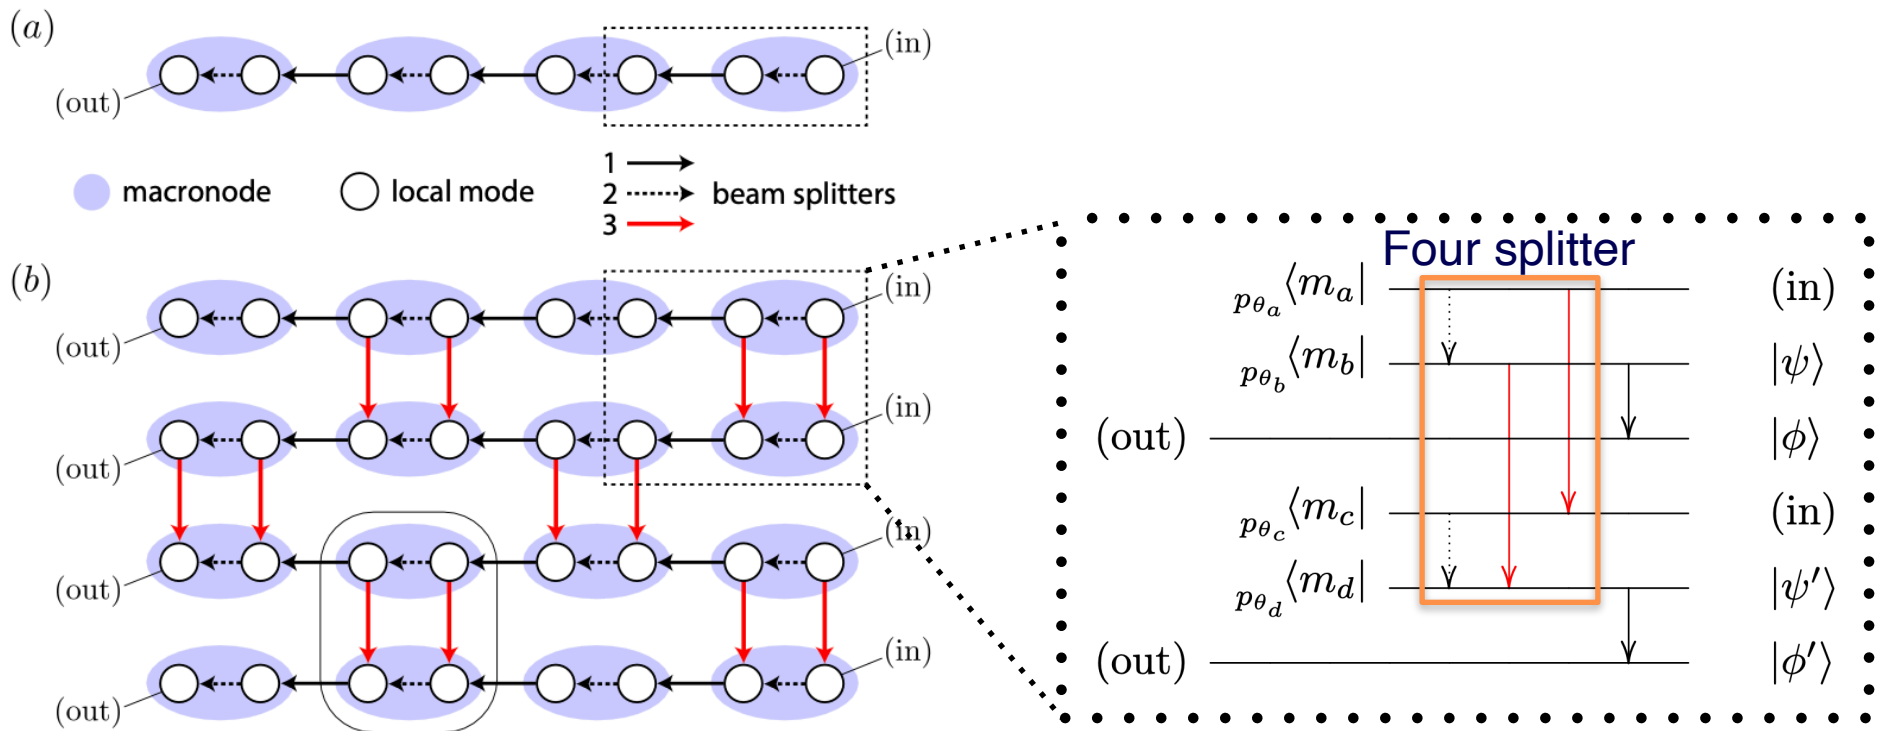 (a)
(in)
(out)
macronode
local mode
1
2
3
beam splitters
(b)
(in)
(out)
(in)
(out)
(in)
(out)
(in)
(out)
Four splitter
p_{θ_a}⟨m_a| (in)
p_{θ_b}⟨m_b| |ψ⟩
(out) |ϕ⟩
p_{θ_c}⟨m_c| (in)
p_{θ_d}⟨m_d| |ψ′⟩
(out) |ϕ′⟩